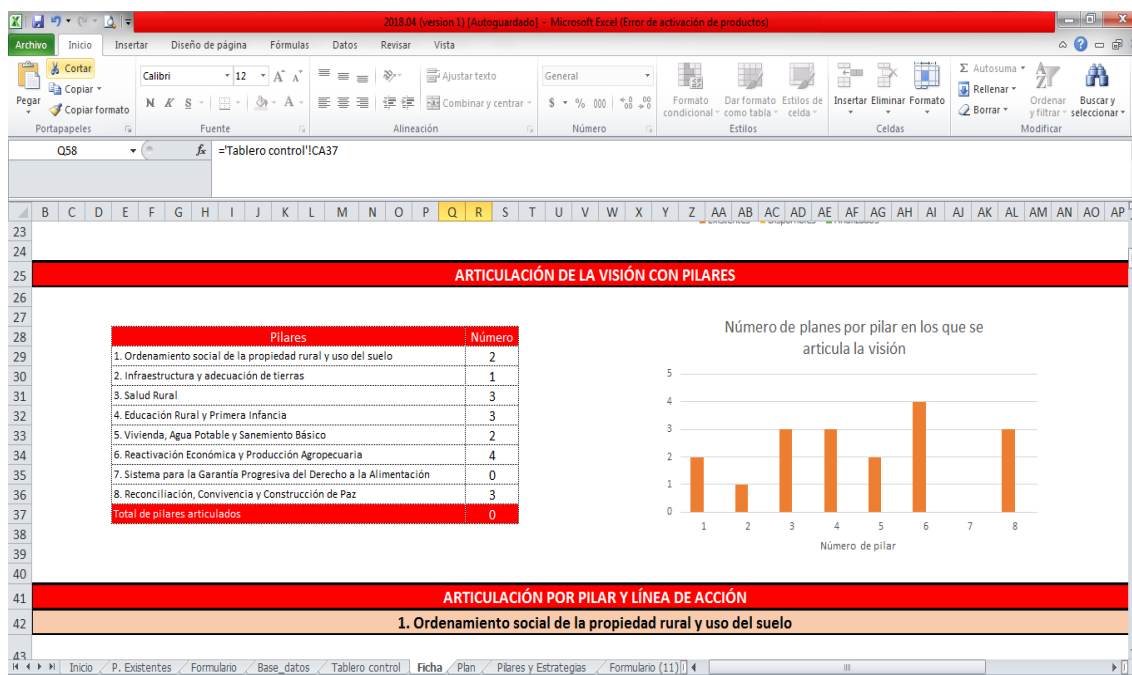 2018.04 (version 1) [Autoguardado] - Microsoft Excel (Error de activación de productos)
Archivo Inicio Insertar Diseño de página Fórmulas Datos Revisar Vista
Cortar
Copiar
Copiar formato
Pegar
Portapapeles
Calibri 12
N K S
Fuente
Ajustar texto
Combinar y centrar
Alineación
General
$ % 000
Número
Formato condicional
Dar formato como tabla
Estilos de celda
Estilos
Insertar Eliminar Formato
Celdas
Σ Autosuma
Rellenar
Borrar
Ordenar y filtrar
Buscar y seleccionar
Modificar
Q58 fx ='Tablero control'!CA37
B C D E F G H I J K L M N O P Q R S T U V W X Y Z AA AB AC AD AE AF AG AH AI AJ AK AL AM AN AO AP
23
24
25 ARTICULACIÓN DE LA VISIÓN CON PILARES
26
27
28 Pilares Número
29 1. Ordenamiento social de la propiedad rural y uso del suelo 2
30 2. Infraestructura y adecuación de tierras 1
31 3. Salud Rural 3
32 4. Educación Rural y Primera Infancia 3
33 5. Vivienda, Agua Potable y Sanemiento Básico 2
34 6. Reactivación Económica y Producción Agropecuaria 4
35 7. Sistema para la Garantía Progresiva del Derecho a la Alimentación 0
36 8. Reconciliación, Convivencia y Construcción de Paz 3
37 Total de pilares articulados 0
38
39
40
Número de planes por pilar en los que se
articula la visión
5
4
3
2
1
0
1 2 3 4 5 6 7 8
Número de pilar
41 ARTICULACIÓN POR PILAR Y LÍNEA DE ACCIÓN
42 1. Ordenamiento social de la propiedad rural y uso del suelo
43
Inicio P. Existentes Formulario Base_datos Tablero control Ficha Plan Pilares y Estrategias Formulario (11)